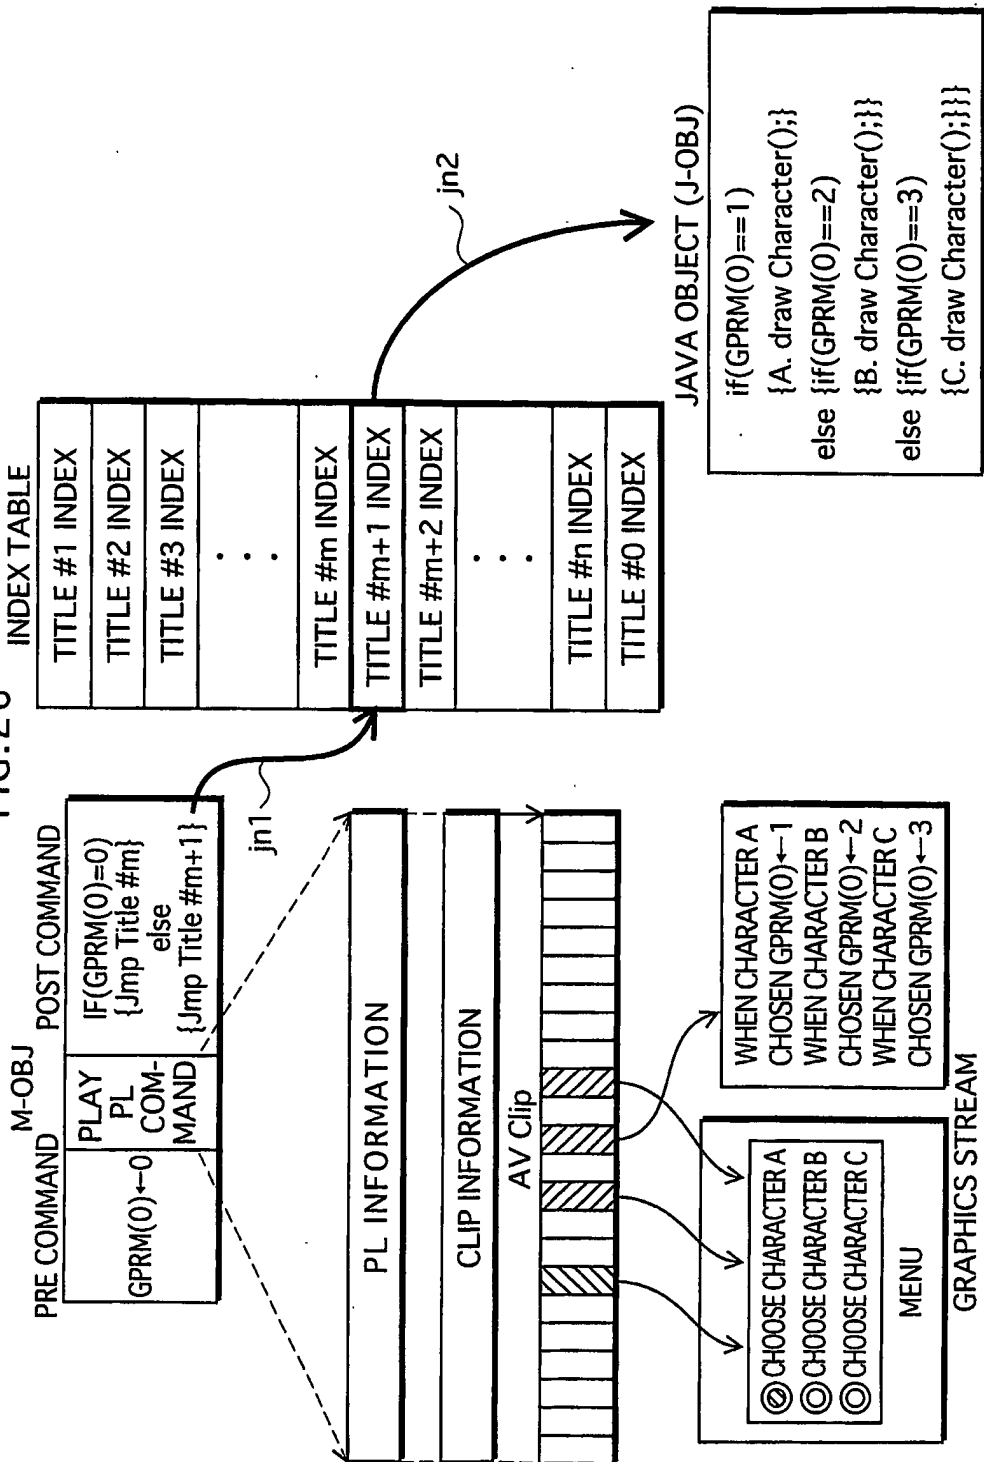 FIG.26
M-OBJ
PRE COMMAND
POST COMMAND
INDEX TABLE
GPRM(0)←0
PLAY
PL
COM-
MAND
IF(GPRM(0)=0)
{Jmp Title #m}
else
{Jmp Title #m+1}
jn1
TITLE #1 INDEX
TITLE #2 INDEX
TITLE #3 INDEX
. . .
TITLE #m INDEX
TITLE #m+1 INDEX
TITLE #m+2 INDEX
. . .
TITLE #n INDEX
TITLE #0 INDEX
jn2
PL INFORMATION
CLIP INFORMATION
AV Clip
CHOOSE CHARACTER A
CHOOSE CHARACTER B
CHOOSE CHARACTER C
MENU
GRAPHICS STREAM
WHEN CHARACTER A
CHOSEN GPRM(0)←1
WHEN CHARACTER B
CHOSEN GPRM(0)←2
WHEN CHARACTER C
CHOSEN GPRM(0)←3
JAVA OBJECT (J-OBJ)
if(GPRM(0)==1)
{A. draw Character();}
else {if(GPRM(0)==2)
{B. draw Character();}}
else {if(GPRM(0)==3)
{C. draw Character();}}}